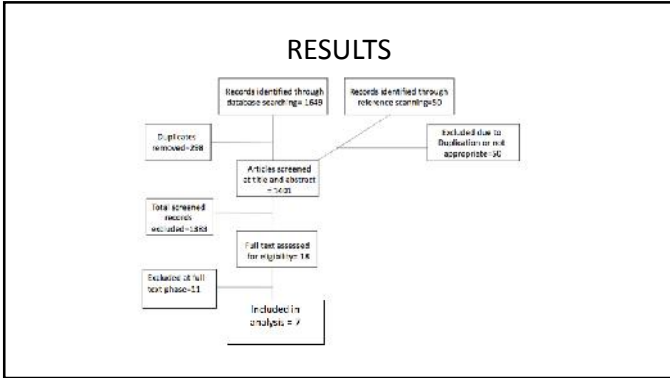 RESULTS
Records identified through
database searching= 1649
Records identified through
reference scanning=50
Duplicates
removed=
Excluded due to
Duplication or not
appropriate=50
Articles screened
at title and abstract
=
Total screened
records
excluded=1383
Full text assessed
for eligibility= 18
Excluded at full
text phase=11
Included in
analysis = 7